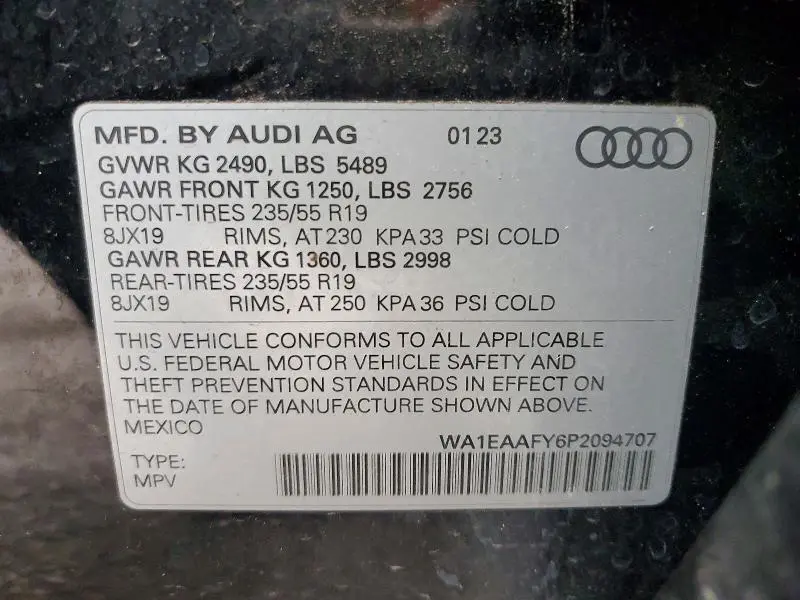 MFD. BY AUDI AG 01 23
GVWR KG 2490, LBS 5489
GAWR FRONT KG 1250, LBS 2756
FRONT-TIRES 235/55 R19
8JX19 RIMS, AT 230 KPA 33 PSI COLD
GAWR REAR KG 1360, LBS 2998
REAR-TIRES 235/55 R19
8JX19 RIMS, AT 250 KPA 36 PSI COLD
THIS VEHICLE CONFORMS TO ALL APPLICABLE
U.S. FEDERAL MOTOR VEHICLE SAFETY AND
THEFT PREVENTION STANDARDS IN EFFECT ON
THE DATE OF MANUFACTURE SHOWN ABOVE.
MEXICO
WA1EAAFY6P2094707
TYPE:
MPV